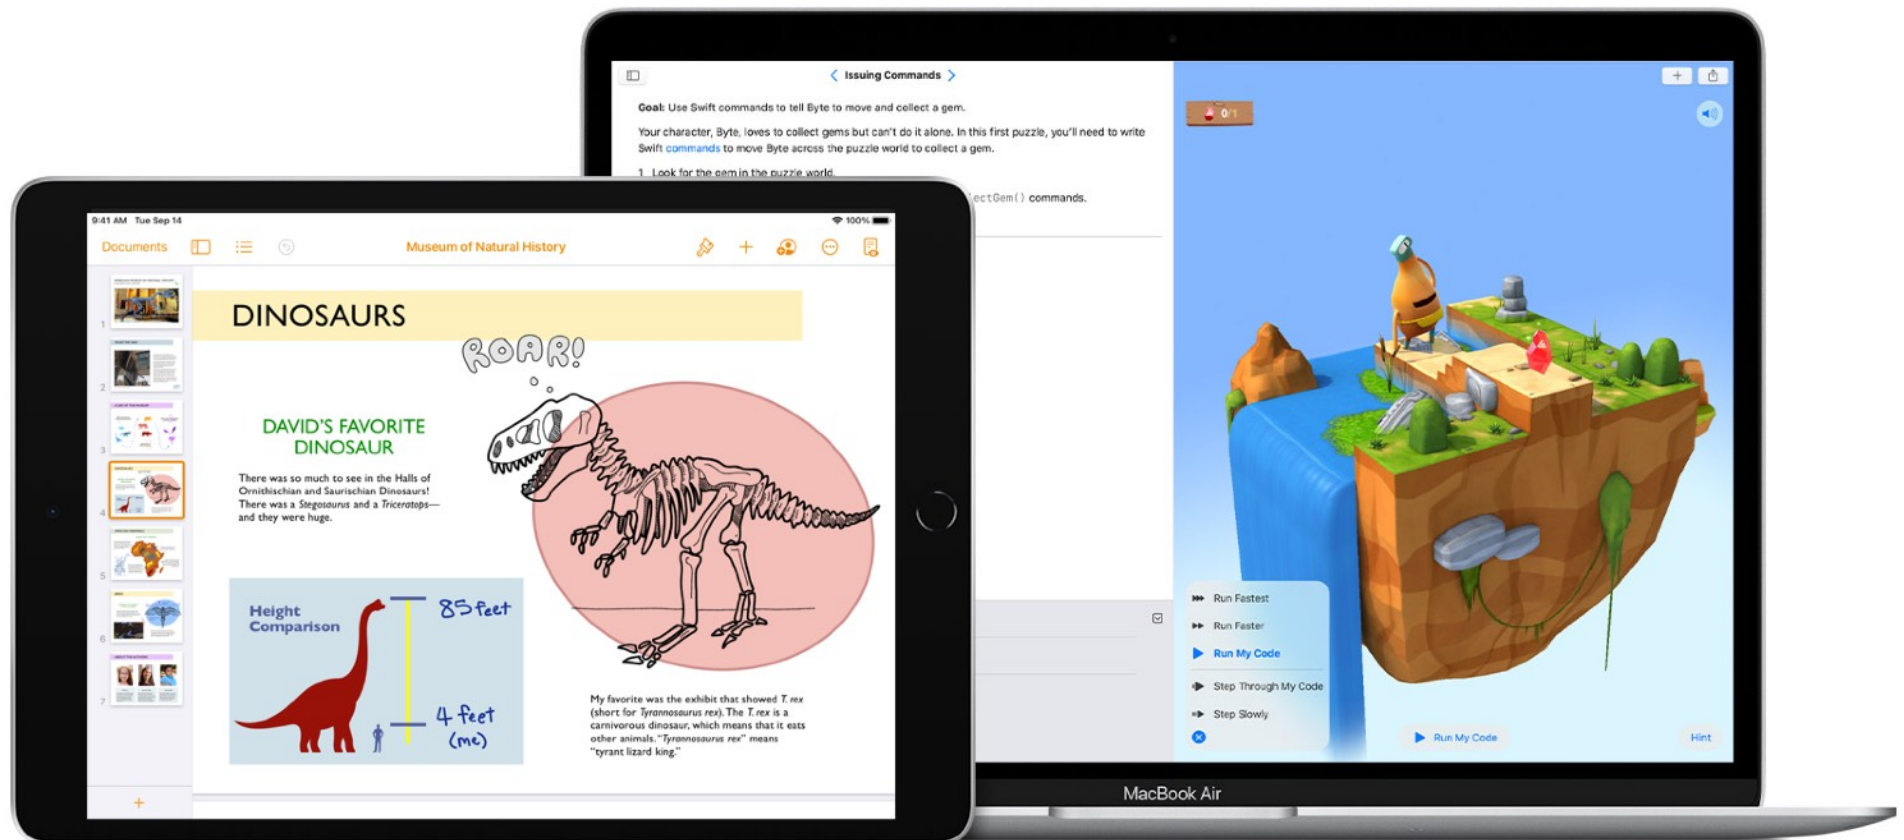 9:41 AM Tue Sep 14
100%
Documents
Museum of Natural History
1
2
3
4
5
6
7
DINOSAURS
ROAR!
DAVID'S FAVORITE
DINOSAUR
There was so much to see in the Halls of
Ornithischian and Saurischian Dinosaurs!
There was a Stegosaurus and a Triceratops—
and they were huge.
Height
Comparison
85 feet
4 feet
(me)
My favorite was the exhibit that showed T. rex
(short for Tyrannosaurus rex). The T. rex is a
carnivorous dinosaur, which means that it eats
other animals. "Tyrannosaurus rex" means
"tyrant lizard king."
Issuing Commands
Goal: Use Swift commands to tell Byte to move and collect a gem.
Your character, Byte, loves to collect gems but can't do it alone. In this first puzzle, you'll need to write
Swift commands to move Byte across the puzzle world to collect a gem.
1 Look for the gem in the puzzle world.
lectGem() commands.
0/1
Run Fastest
Run Faster
Run My Code
Step Through My Code
Step Slowly
Run My Code
Hint
MacBook Air